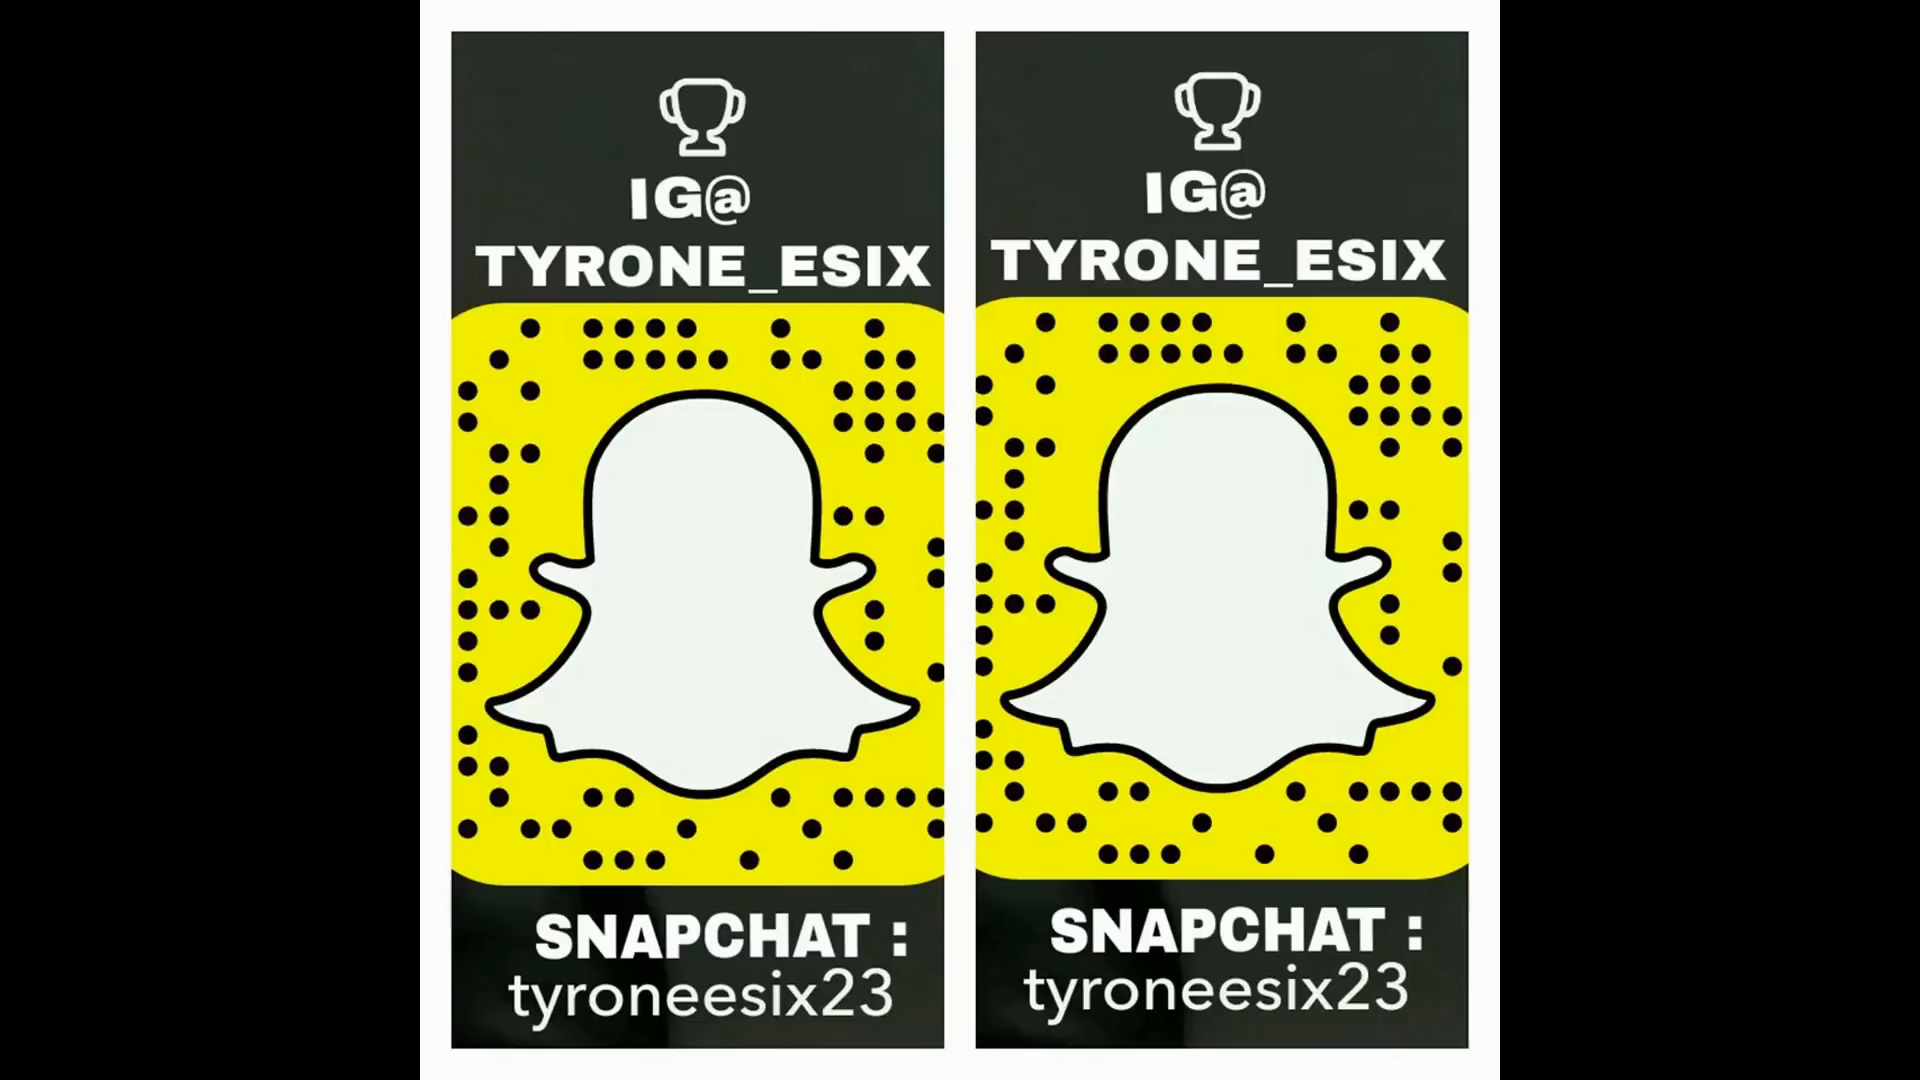 IG@
TYRONE_ESIX
SNAPCHAT :
tyroneesix23
IG@
TYRONE_ESIX
SNAPCHAT :
tyroneesix23